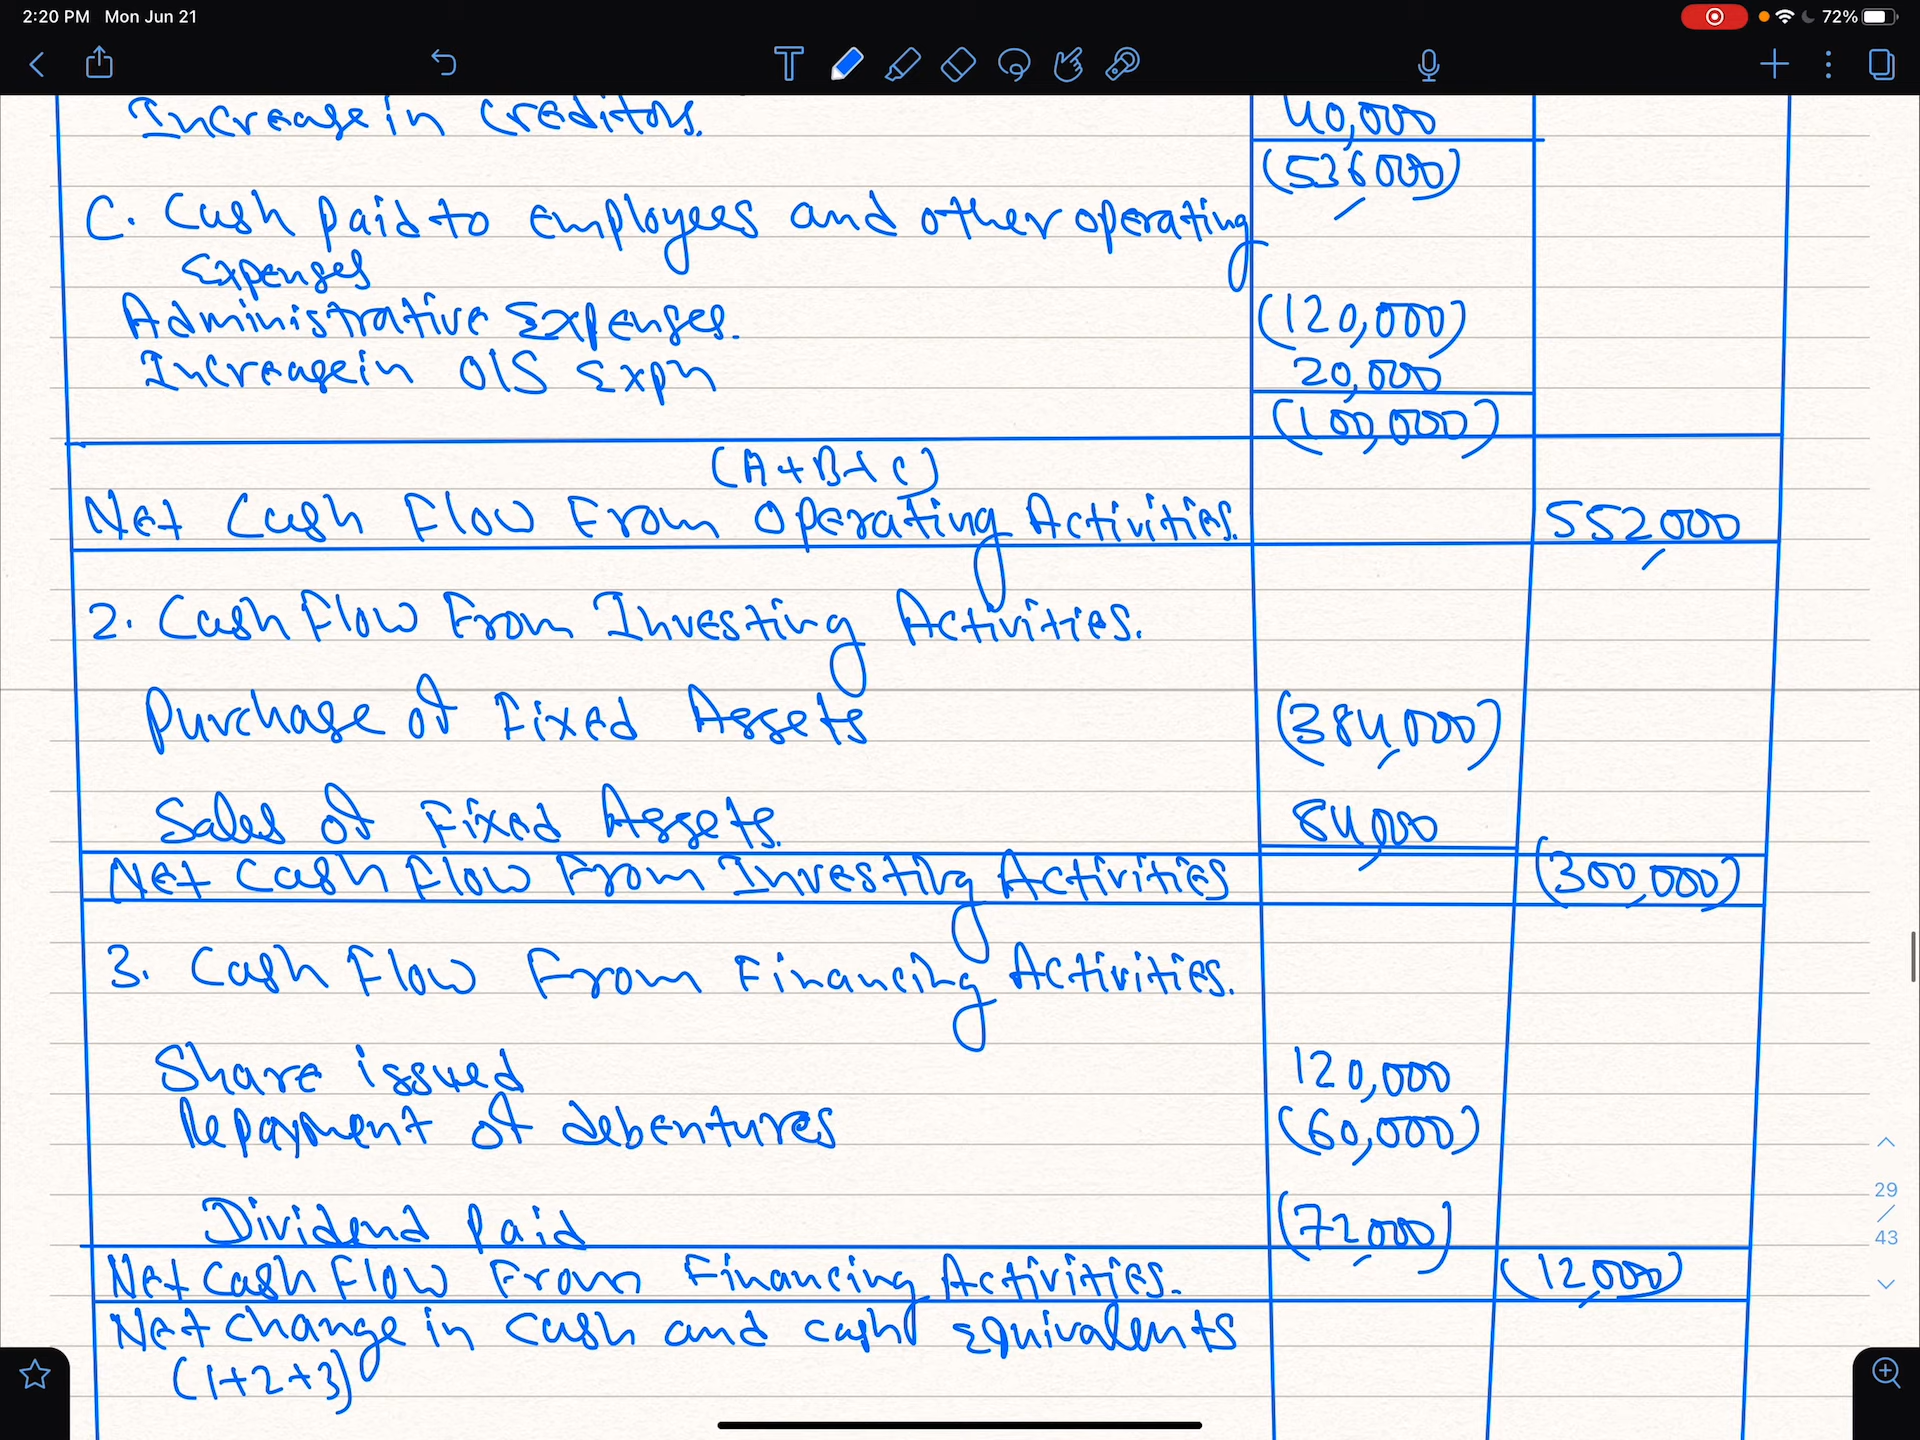 2:20 PM Mon Jun 21
72%
T
Increase in Creditors. 40,000
(536000)
C. Cash Paid to Employees and other operating
Expenses
Administrative Expenses. (120,000)
Increase in O/S Expn 20,000
(100,000)
(A+B+C)
Net Cash Flow From Operating Activities. 552,000
2. Cash Flow From Investing Activities.
Purchase of Fixed Assets (384,000)
Sales of Fixed Assets. 84,000
Net Cash Flow From Investing Activities (300,000)
3. Cash Flow From Financing Activities.
Share issued 120,000
Repayment of debentures (60,000)
29
/
43
Dividend Paid (72,000)
Net Cash Flow From Financing Activities. (12,000)
Net change in cash and cash equivalents
(1+2+3)